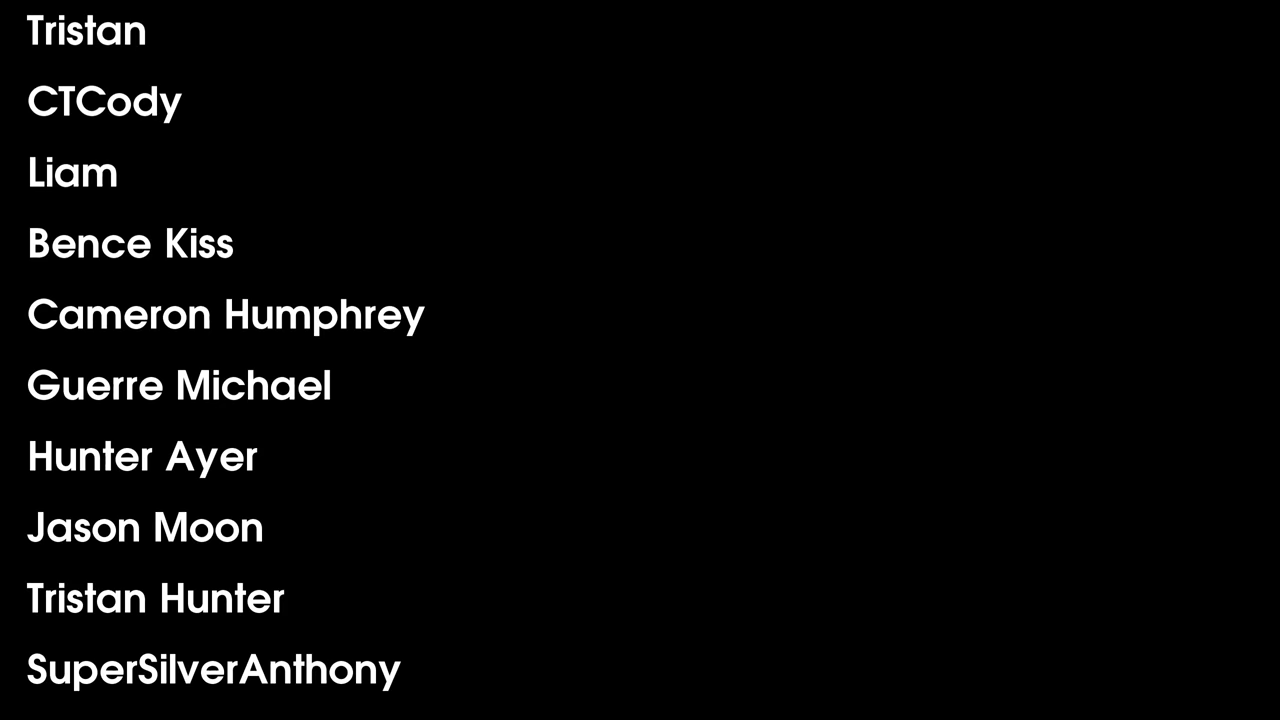 Tristan
CTCody
Liam
Bence Kiss
Cameron Humphrey
Guerre Michael
Hunter Ayer
Jason Moon
Tristan Hunter
SuperSilverAnthony